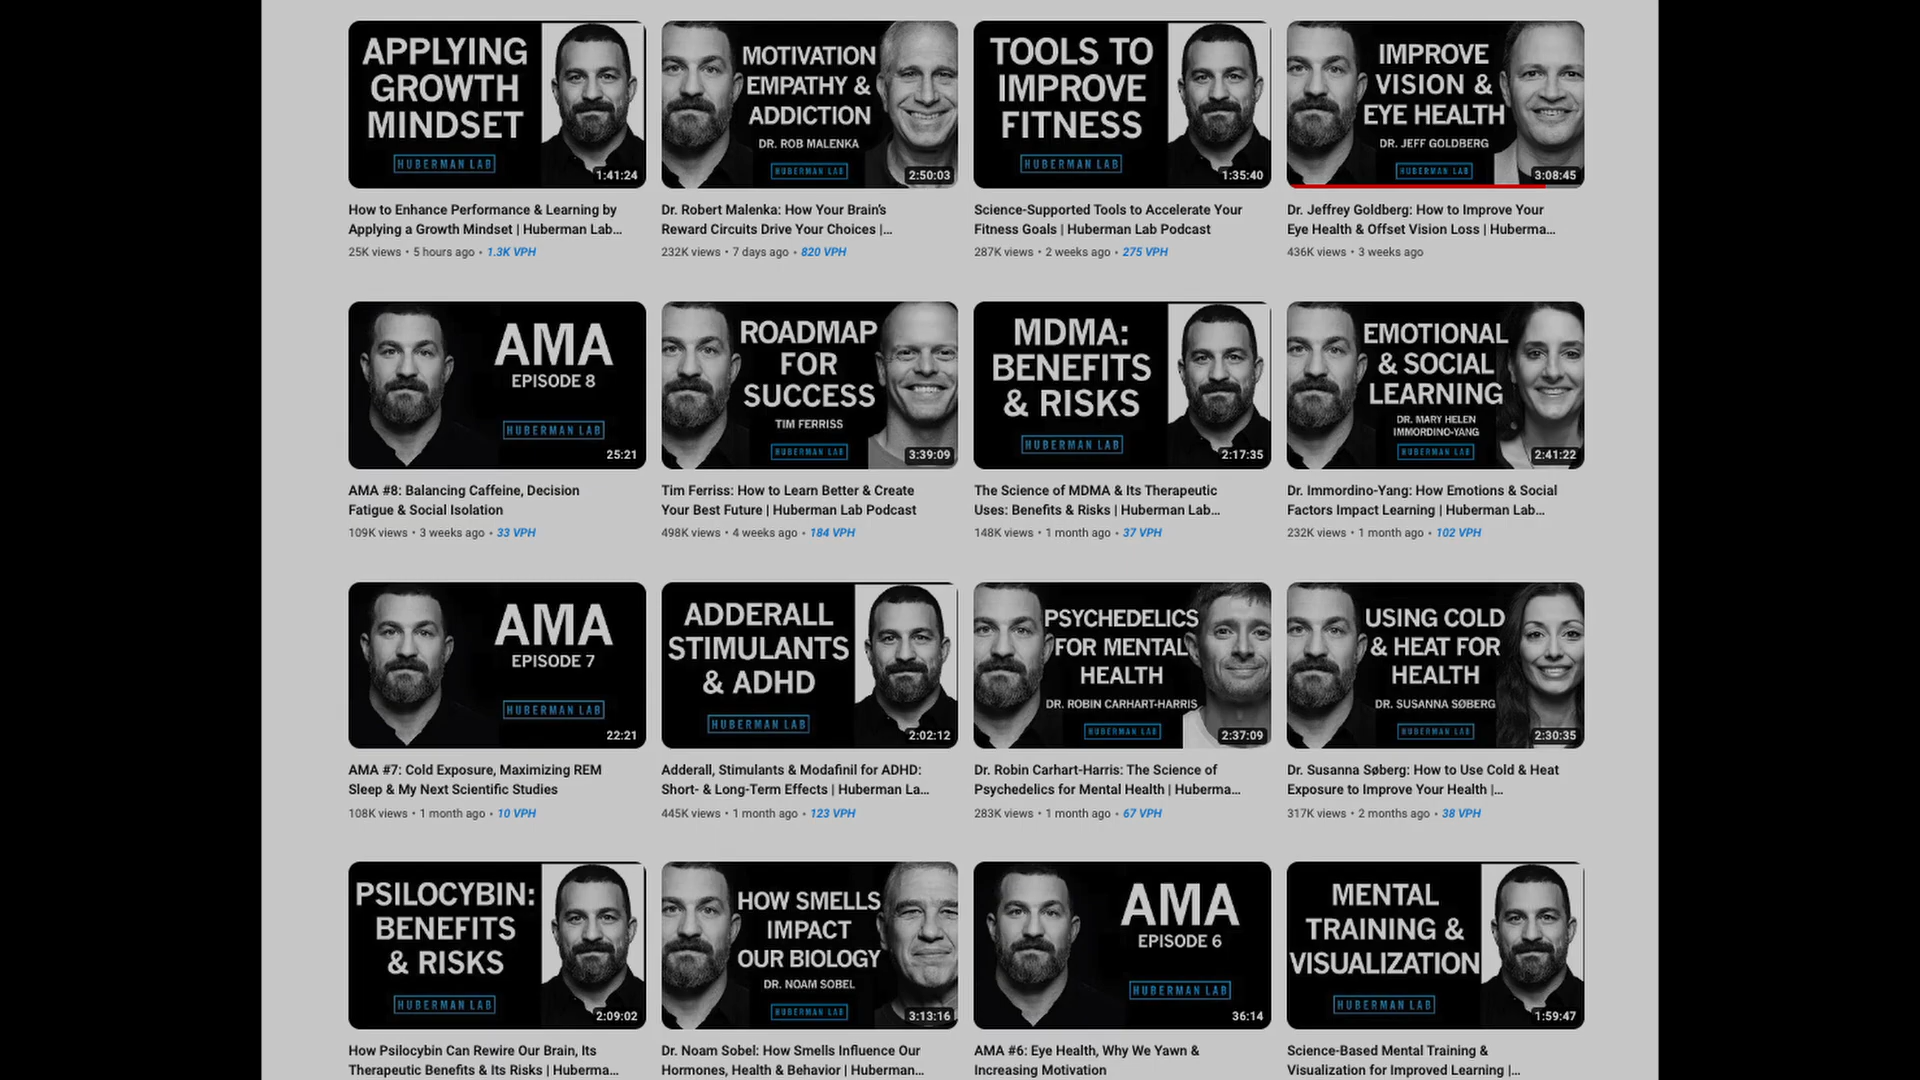 APPLYING
GROWTH
MINDSET
HUBERMAN LAB
1:41:24
How to Enhance Performance & Learning by
Applying a Growth Mindset | Huberman Lab...
25K views • 5 hours ago • 1.3K VPH
MOTIVATION
EMPATHY &
ADDICTION
DR. ROB MALENKA
HUBERMAN LAB
2:50:03
Dr. Robert Malenka: How Your Brain's
Reward Circuits Drive Your Choices |...
232K views • 7 days ago • 820 VPH
TOOLS TO
IMPROVE
FITNESS
HUBERMAN LAB
1:35:40
Science-Supported Tools to Accelerate Your
Fitness Goals | Huberman Lab Podcast
287K views • 2 weeks ago • 275 VPH
IMPROVE
VISION &
EYE HEALTH
DR. JEFF GOLDBERG
HUBERMAN LAB
3:08:45
Dr. Jeffrey Goldberg: How to Improve Your
Eye Health & Offset Vision Loss | Huberma...
436K views • 3 weeks ago
AMA
EPISODE 8
HUBERMAN LAB
25:21
AMA #8: Balancing Caffeine, Decision
Fatigue & Social Isolation
109K views • 3 weeks ago • 33 VPH
ROADMAP
FOR
SUCCESS
TIM FERRISS
HUBERMAN LAB
3:39:09
Tim Ferriss: How to Learn Better & Create
Your Best Future | Huberman Lab Podcast
498K views • 4 weeks ago • 184 VPH
MDMA:
BENEFITS
& RISKS
HUBERMAN LAB
2:17:35
The Science of MDMA & Its Therapeutic
Uses: Benefits & Risks | Huberman Lab...
148K views • 1 month ago • 37 VPH
EMOTIONAL
& SOCIAL
LEARNING
DR. MARY HELEN
IMMORDINO-YANG
HUBERMAN LAB
2:41:22
Dr. Immordino-Yang: How Emotions & Social
Factors Impact Learning | Huberman Lab...
232K views • 1 month ago • 102 VPH
AMA
EPISODE 7
HUBERMAN LAB
22:21
AMA #7: Cold Exposure, Maximizing REM
Sleep & My Next Scientific Studies
108K views • 1 month ago • 10 VPH
ADDERALL
STIMULANTS
& ADHD
HUBERMAN LAB
2:02:12
Adderall, Stimulants & Modafinil for ADHD:
Short- & Long-Term Effects | Huberman La...
445K views • 1 month ago • 123 VPH
PSYCHEDELICS
FOR MENTAL
HEALTH
DR. ROBIN CARHART-HARRIS
HUBERMAN LAB
2:37:09
Dr. Robin Carhart-Harris: The Science of
Psychedelics for Mental Health | Huberma...
283K views • 1 month ago • 67 VPH
USING COLD
& HEAT FOR
HEALTH
DR. SUSANNA SØBERG
HUBERMAN LAB
2:30:35
Dr. Susanna Søberg: How to Use Cold & Heat
Exposure to Improve Your Health |...
317K views • 2 months ago • 38 VPH
PSILOCYBIN:
BENEFITS
& RISKS
HUBERMAN LAB
2:09:02
How Psilocybin Can Rewire Our Brain, Its
Therapeutic Benefits & Its Risks | Huberma...
HOW SMELLS
IMPACT
OUR BIOLOGY
DR. NOAM SOBEL
HUBERMAN LAB
3:13:16
Dr. Noam Sobel: How Smells Influence Our
Hormones, Health & Behavior | Huberman...
AMA
EPISODE 6
HUBERMAN LAB
36:14
AMA #6: Eye Health, Why We Yawn &
Increasing Motivation
MENTAL
TRAINING &
VISUALIZATION
HUBERMAN LAB
1:59:47
Science-Based Mental Training &
Visualization for Improved Learning |...